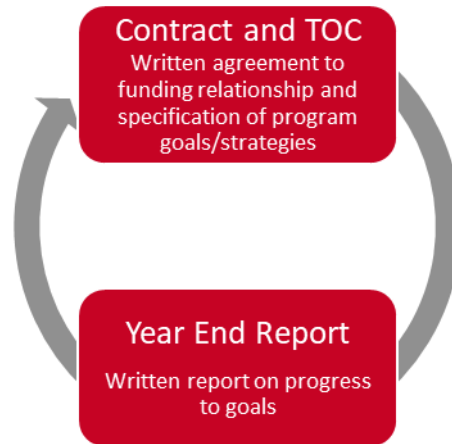 Contract and TOC
Written agreement to
funding relationship and
specification of program
goals/strategies
Year End Report
Written report on progress
to goals